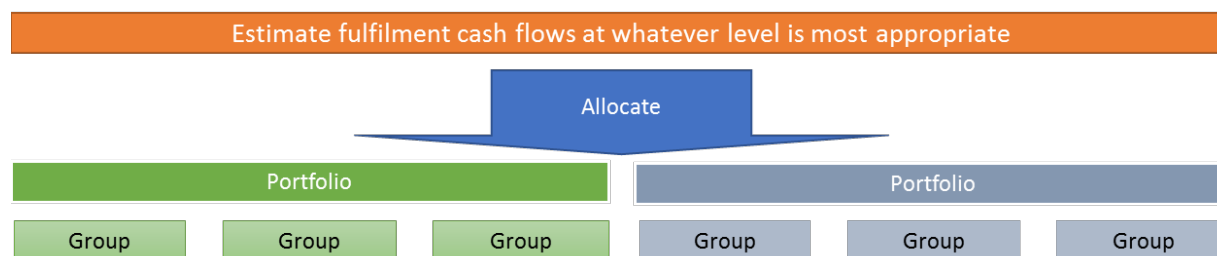 Estimate fulfilment cash flows at whatever level is most appropriate
Allocate
Portfolio Portfolio
Group Group Group Group Group Group